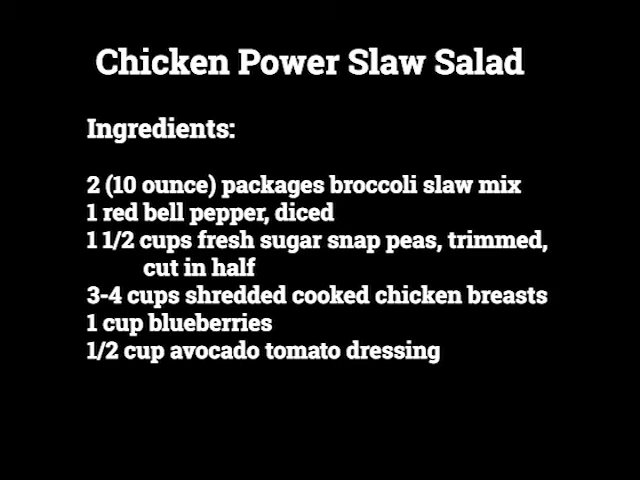 Chicken Power Slaw Salad
Ingredients:
2 (10 ounce) packages broccoli slaw mix
1 red bell pepper, diced
1 1/2 cups fresh sugar snap peas, trimmed,
cut in half
3-4 cups shredded cooked chicken breasts
1 cup blueberries
1/2 cup avocado tomato dressing